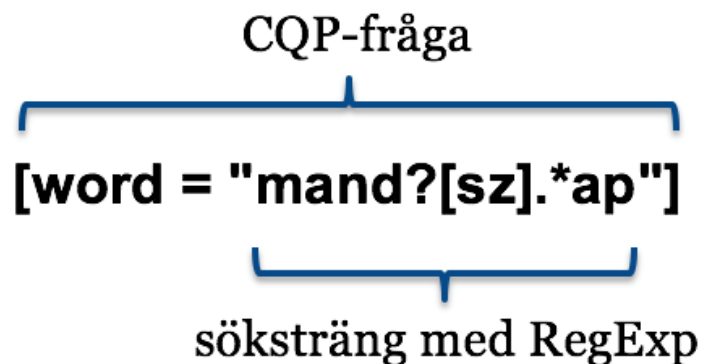 CQP-fråga
[word = "mand?[sz].*ap"]
söksträng med RegExp